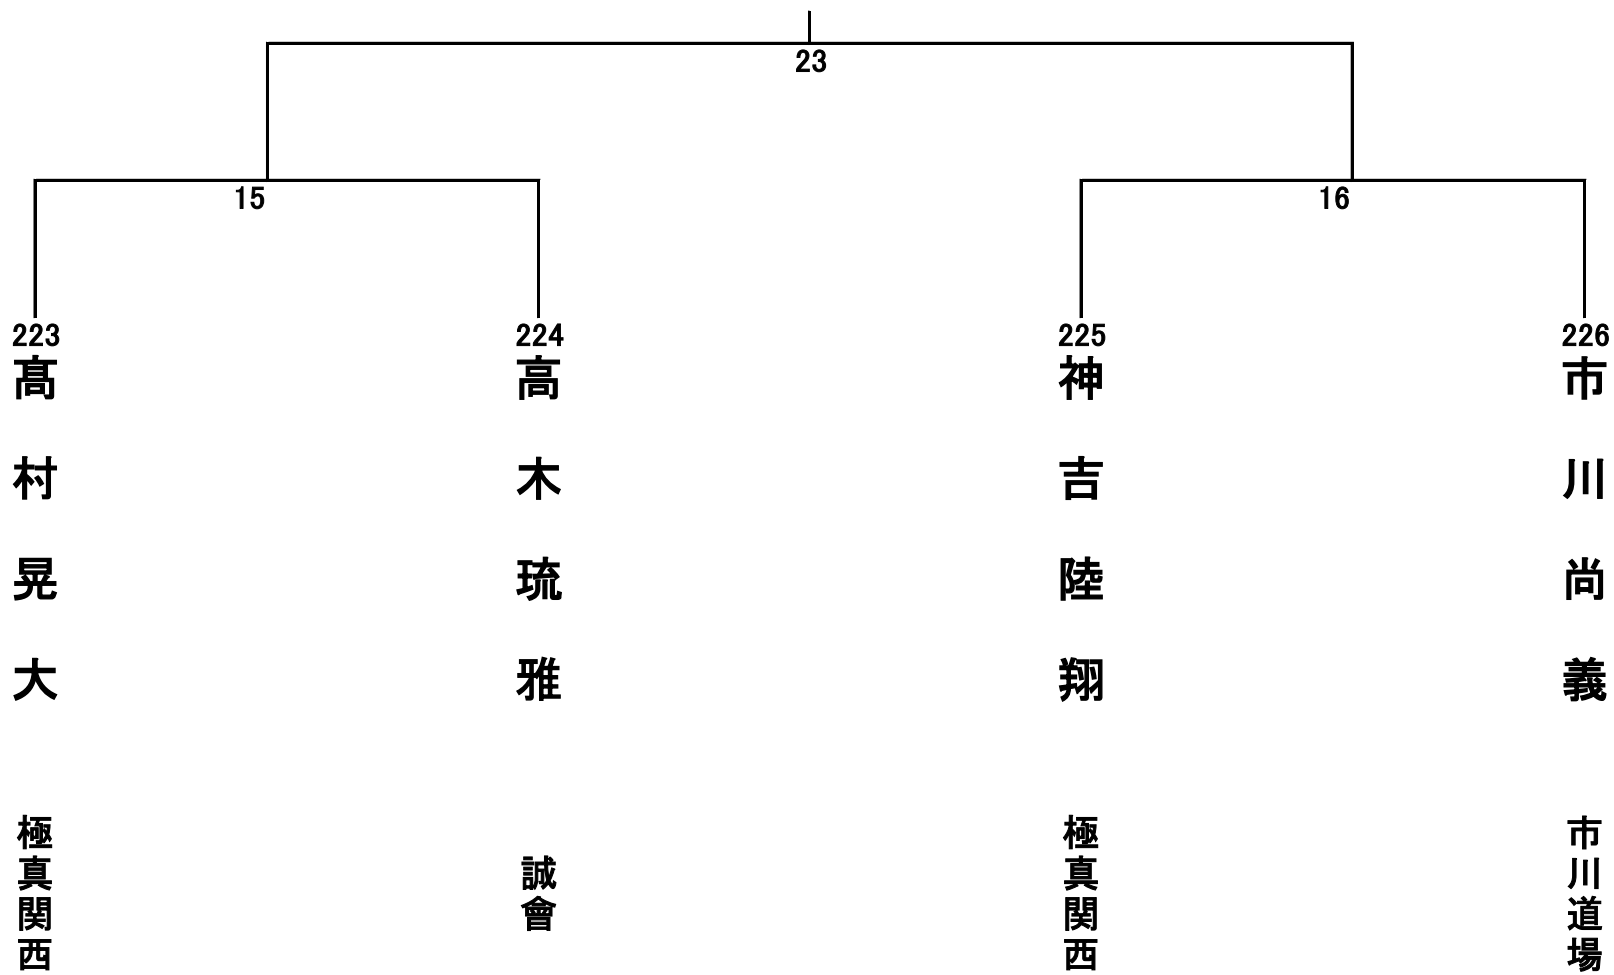 23
15
16
223
髙村晃大
極真関西
224
高木琉雅
誠會
225
神吉陸翔
極真関西
226
市川尚義
市川道場